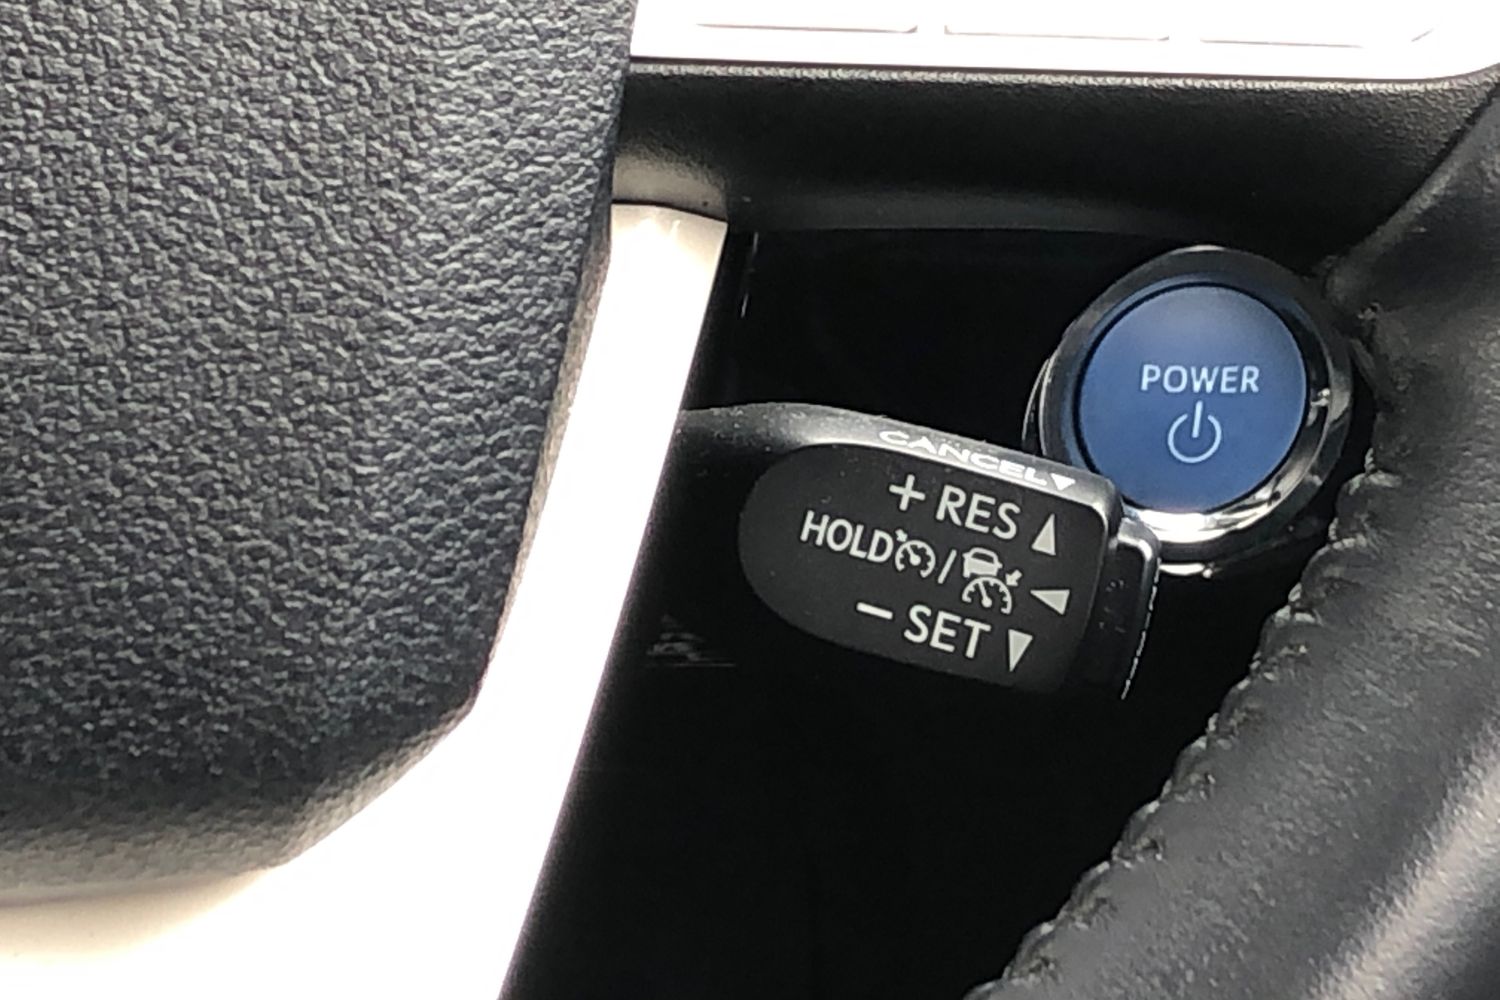 POWER
CANCEL
+ RES
HOLD /
− SET